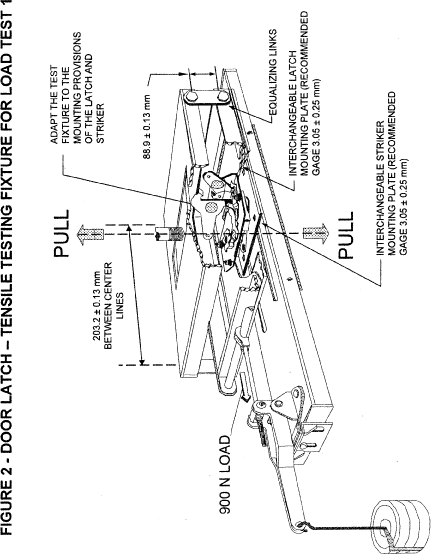 FIGURE 2 - DOOR LATCH – TENSILE TESTING FIXTURE FOR LOAD TEST 1
ADAPT THE TEST
FIXTURE TO THE
MOUNTING PROVISIONS
OF THE LATCH AND
STRIKER
88.9 ± 0.13 mm
EQUALIZING LINKS
INTERCHANGEABLE LATCH
MOUNTING PLATE (RECOMMENDED
GAGE 3.05 ± 0.25 mm)
PULL
PULL
203.2 ± 0.13 mm
BETWEEN CENTER
LINES
INTERCHANGEABLE STRIKER
MOUNTING PLATE (RECOMMENDED
GAGE 3.05 ± 0.25 mm)
900 N LOAD